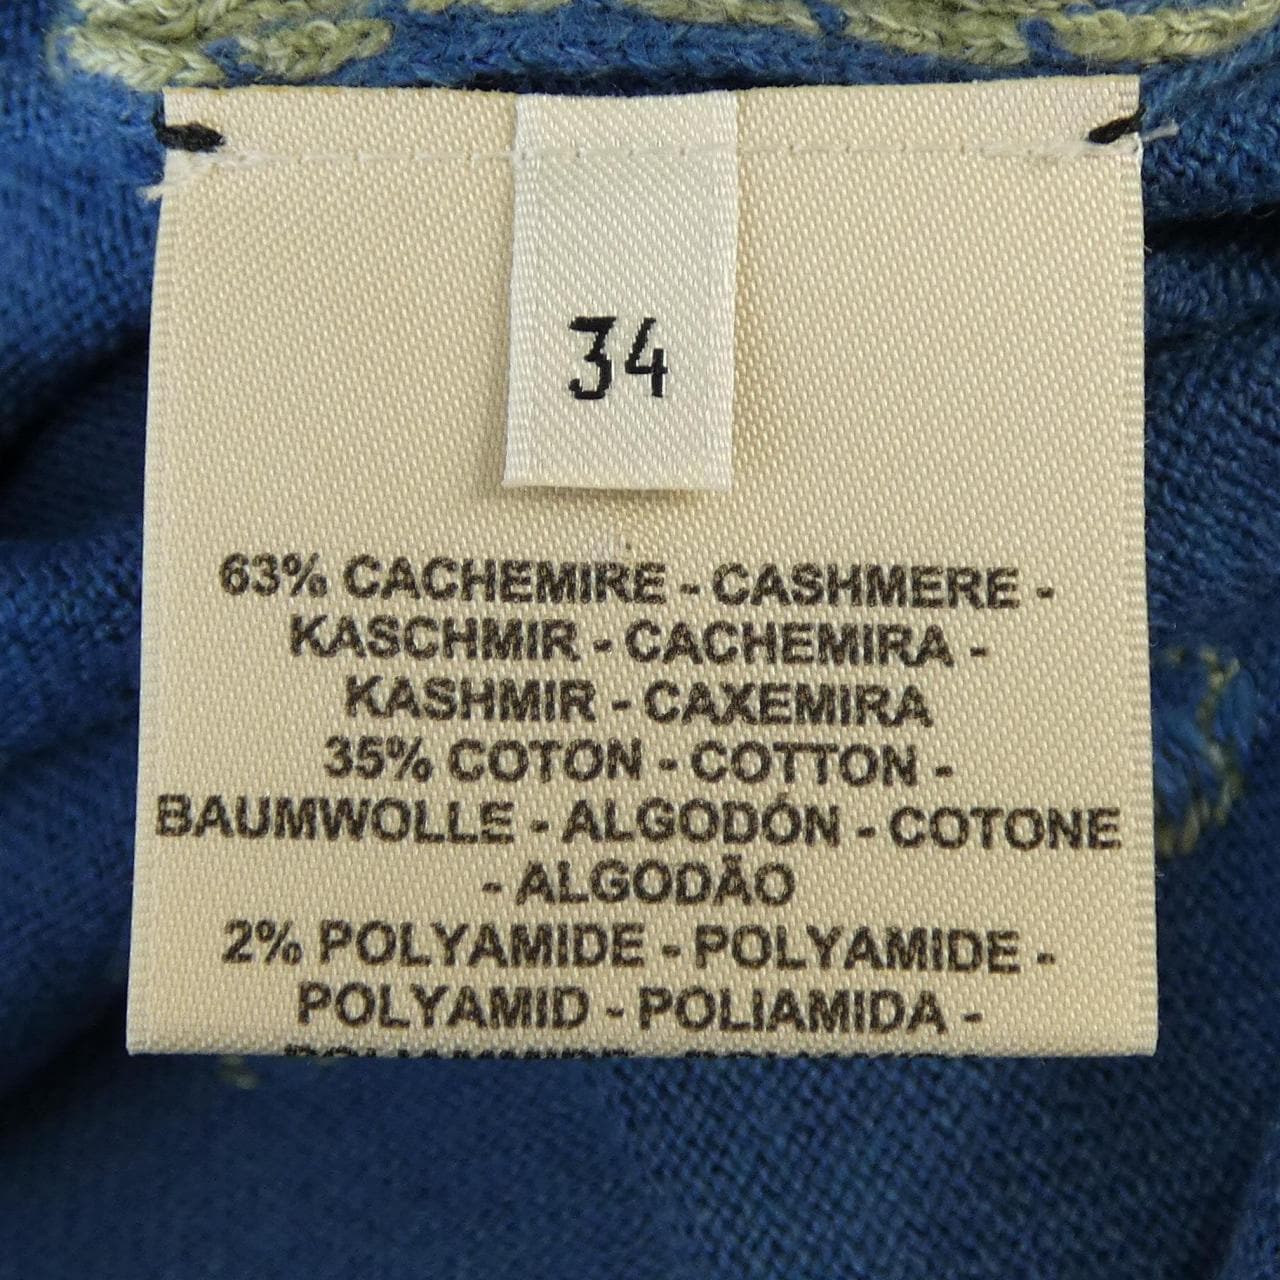 34
63% CACHEMIRE - CASHMERE -
KASCHMIR - CACHEMIRA -
KASHMIR - CAXEMIRA
35% COTON - COTTON -
BAUMWOLLE - ALGODÓN - COTONE
- ALGODÃO
2% POLYAMIDE - POLYAMIDE -
POLYAMID - POLIAMIDA -